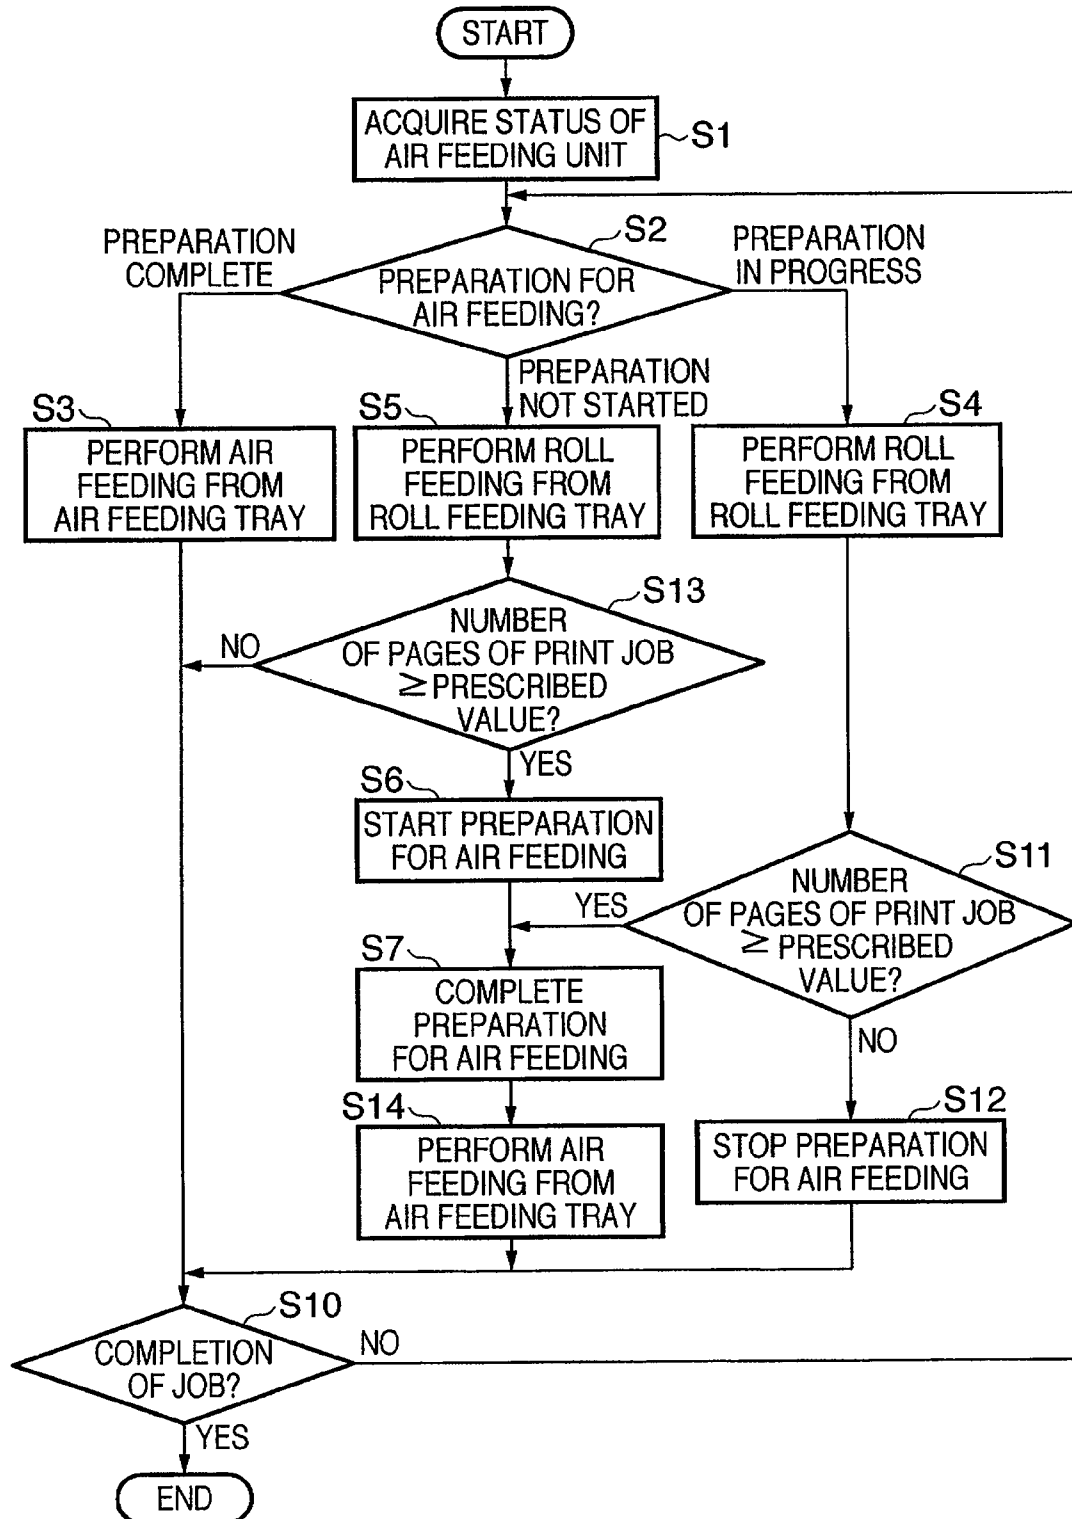 START
ACQUIRE STATUS OF
AIR FEEDING UNIT
S1
S2
PREPARATION FOR
AIR FEEDING?
PREPARATION
COMPLETE
PREPARATION
IN PROGRESS
PREPARATION
NOT STARTED
S3
PERFORM AIR
FEEDING FROM
AIR FEEDING TRAY
S5
PERFORM ROLL
FEEDING FROM
ROLL FEEDING TRAY
S4
PERFORM ROLL
FEEDING FROM
ROLL FEEDING TRAY
S13
NUMBER
OF PAGES OF PRINT JOB
≧ PRESCRIBED
VALUE?
NO
YES
S6
START PREPARATION
FOR AIR FEEDING
S11
NUMBER
OF PAGES OF PRINT JOB
≧ PRESCRIBED
VALUE?
YES
NO
S7
COMPLETE
PREPARATION
FOR AIR FEEDING
S14
PERFORM AIR
FEEDING FROM
AIR FEEDING TRAY
S12
STOP PREPARATION
FOR AIR FEEDING
S10
COMPLETION
OF JOB?
NO
YES
END